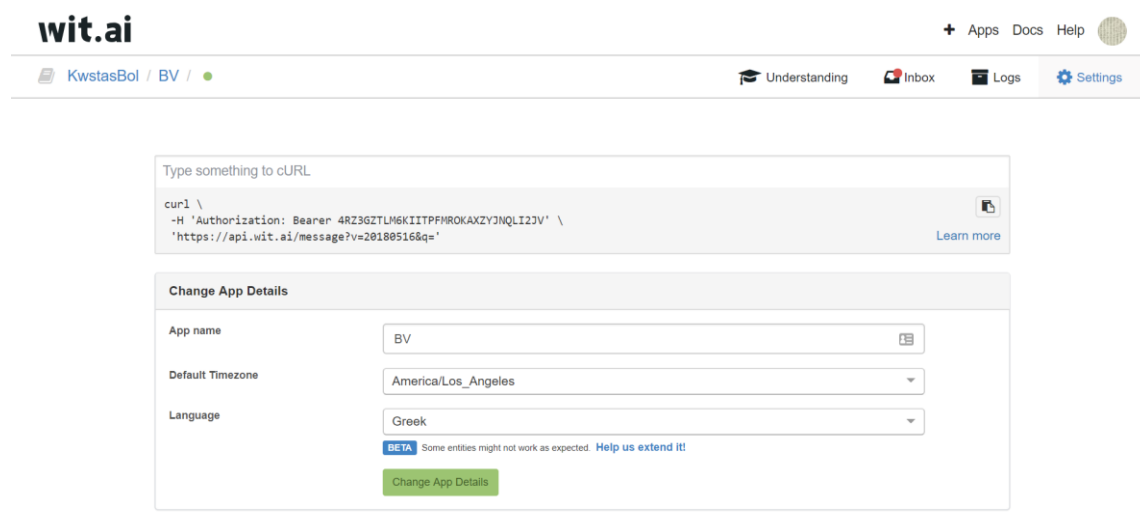 wit.ai
Apps Docs Help
KwstasBol / BV /
Understanding Inbox Logs Settings
Type something to cURL
curl \
-H 'Authorization: Bearer 4RZ3GZTLM6KIITPFMROKAXZYJNQLI2JV' \
'https://api.wit.ai/message?v=20180516&q='
Learn more
Change App Details
App name
BV
Default Timezone
America/Los_Angeles
Language
Greek
BETA Some entities might not work as expected. Help us extend it!
Change App Details